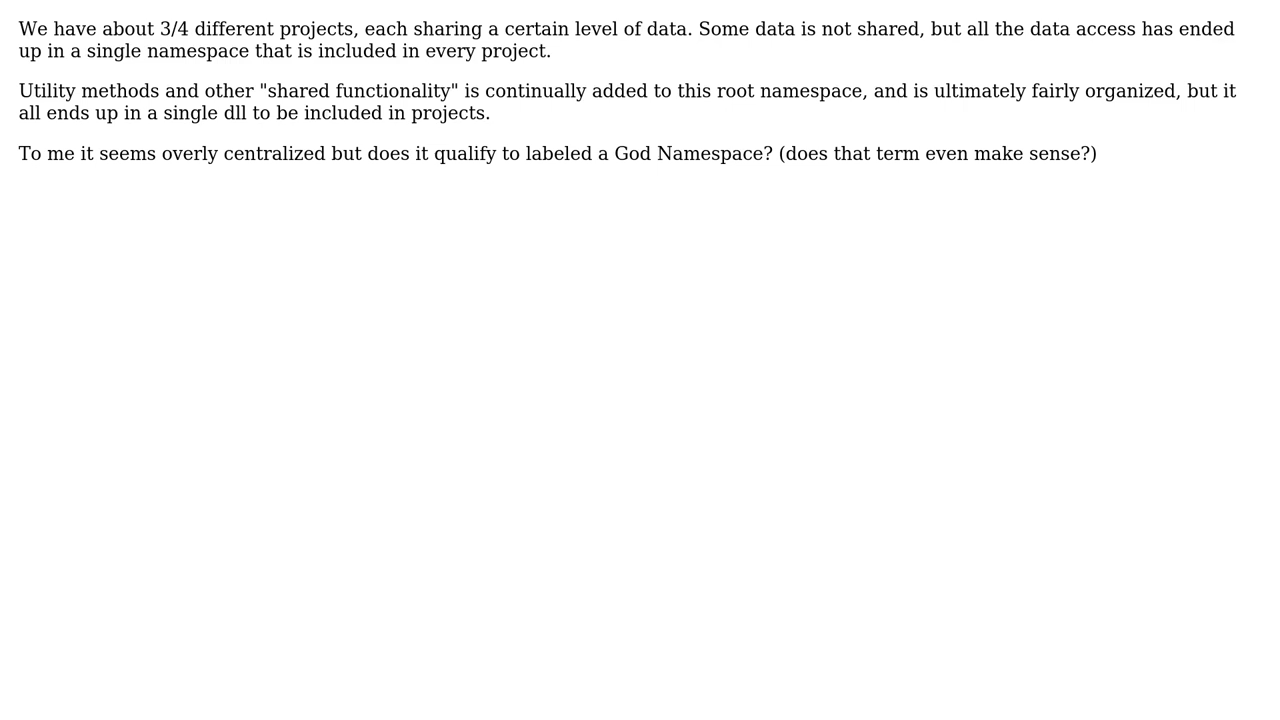 We have about 3/4 different projects, each sharing a certain level of data. Some data is not shared, but all the data access has ended
up in a single namespace that is included in every project.
Utility methods and other "shared functionality" is continually added to this root namespace, and is ultimately fairly organized, but it
all ends up in a single dll to be included in projects.
To me it seems overly centralized but does it qualify to labeled a God Namespace? (does that term even make sense?)